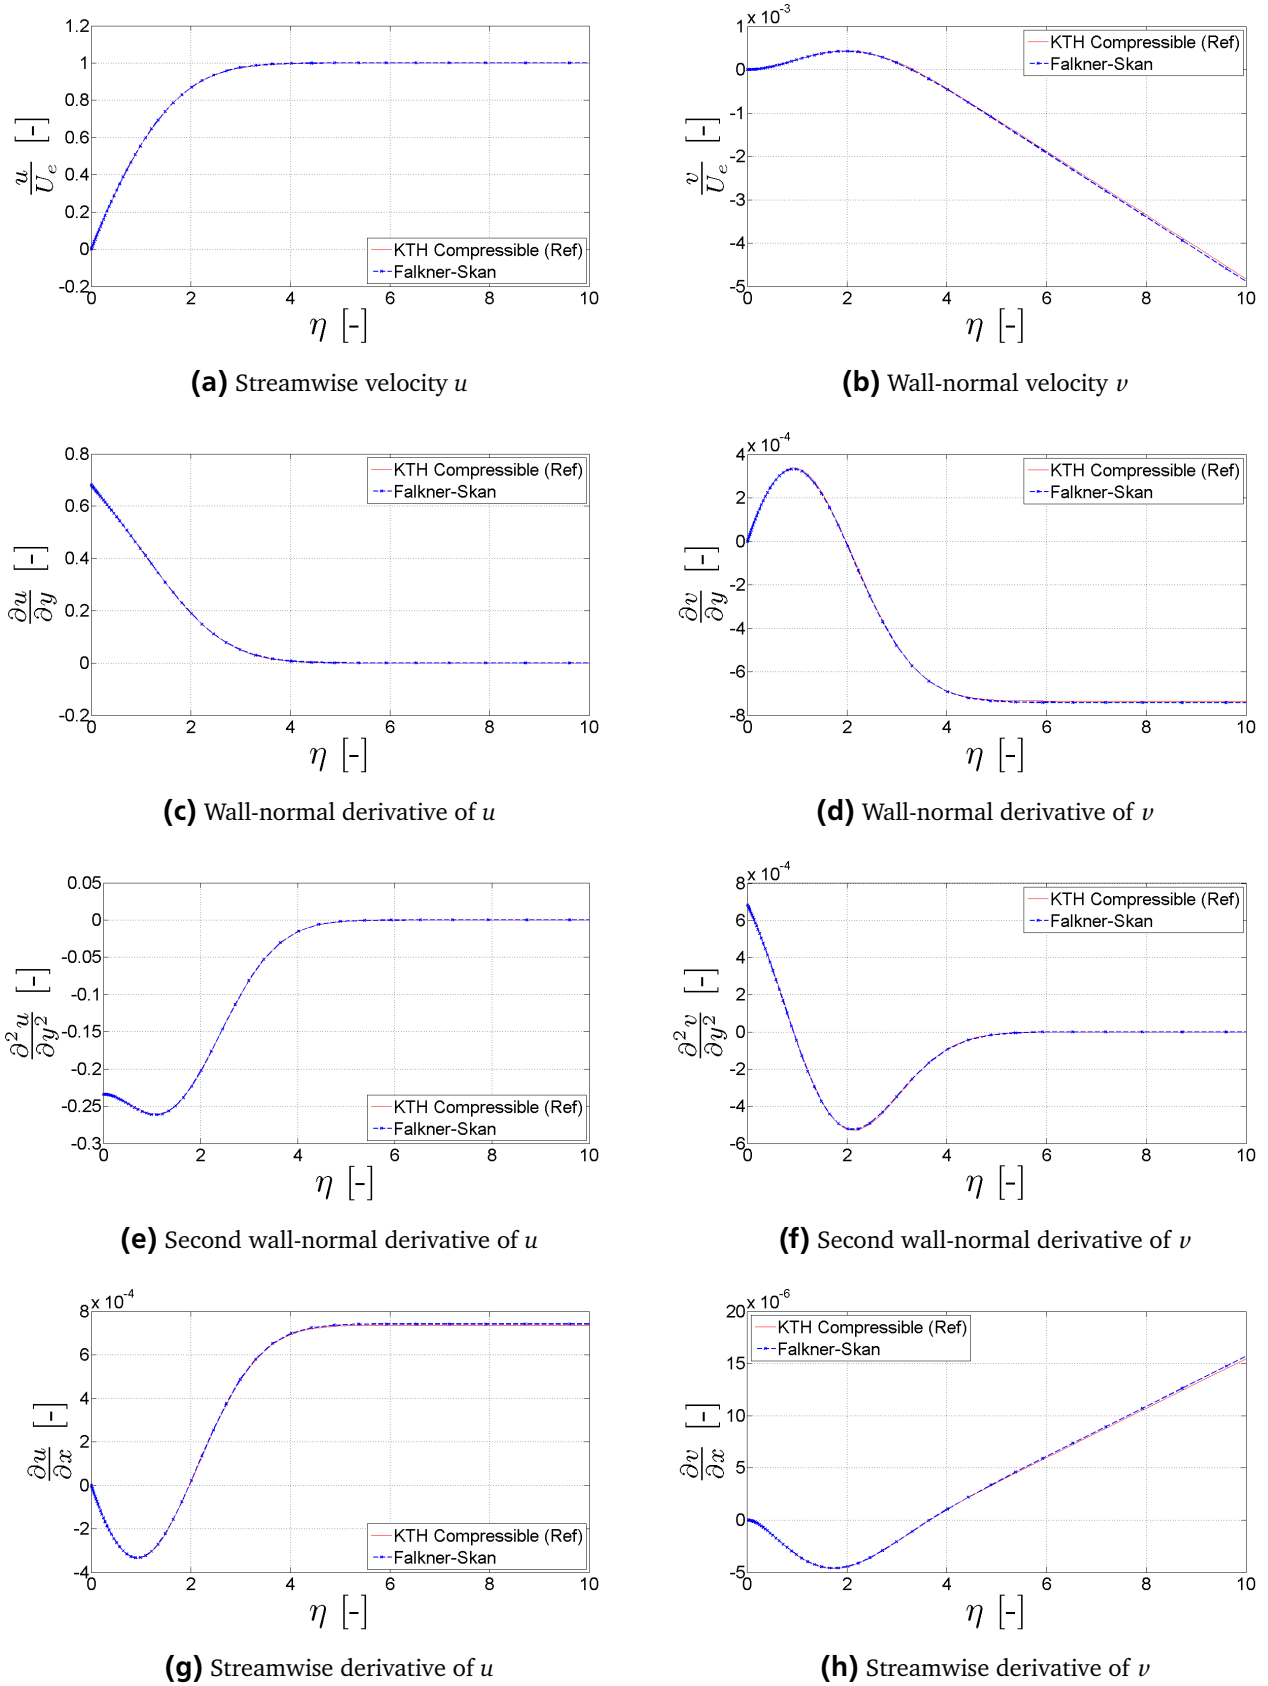 1.2
1
0.8
0.6
0.4
0.2
0
-0.2
0 2 4 6 8 10
u/U_e [-]
η [-]
KTH Compressible (Ref)
Falkner-Skan
(a) Streamwise velocity u
x 10^-3
1
0
-1
-2
-3
-4
-5
0 2 4 6 8 10
v/U_e [-]
η [-]
KTH Compressible (Ref)
Falkner-Skan
(b) Wall-normal velocity v
0.8
0.6
0.4
0.2
0
-0.2
0 2 4 6 8 10
∂u/∂y [-]
η [-]
KTH Compressible (Ref)
Falkner-Skan
(c) Wall-normal derivative of u
x 10^-4
4
2
0
-2
-4
-6
-8
0 2 4 6 8 10
∂v/∂y [-]
η [-]
KTH Compressible (Ref)
Falkner-Skan
(d) Wall-normal derivative of v
0.05
0
-0.05
-0.1
-0.15
-0.2
-0.25
-0.3
0 2 4 6 8 10
∂²u/∂y² [-]
η [-]
KTH Compressible (Ref)
Falkner-Skan
(e) Second wall-normal derivative of u
x 10^-4
8
6
4
2
0
-2
-4
-6
0 2 4 6 8 10
∂²v/∂y² [-]
η [-]
KTH Compressible (Ref)
Falkner-Skan
(f) Second wall-normal derivative of v
x 10^-4
8
6
4
2
0
-2
-4
0 2 4 6 8 10
∂u/∂x [-]
η [-]
KTH Compressible (Ref)
Falkner-Skan
(g) Streamwise derivative of u
x 10^-6
20
15
10
5
0
-5
0 2 4 6 8 10
∂v/∂x [-]
η [-]
KTH Compressible (Ref)
Falkner-Skan
(h) Streamwise derivative of v